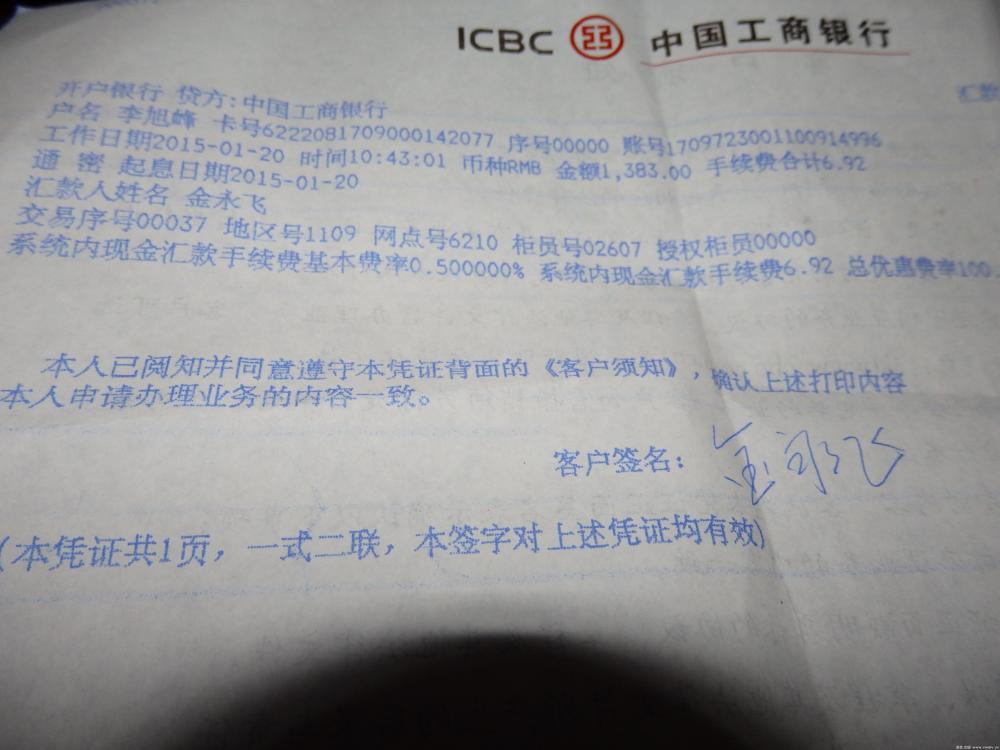 ICBC 中国工商银行
汇款
开户银行 贷方:中国工商银行
户名 李旭峰 卡号6222081709000142077 序号00000 账号1709723001100914996
工作日期2015-01-20 时间10:43:01 币种RMB 金额1,383.00 手续费合计6.92
通 密 起息日期2015-01-20
汇款人姓名 金永飞
交易序号00037 地区号1109 网点号6210 柜员号02607 授权柜员00000
系统内现金汇款手续费基本费率0.500000% 系统内现金汇款手续费6.92 总优惠费率100.
本人已阅知并同意遵守本凭证背面的《客户须知》,确认上述打印内容
本人申请办理业务的内容一致。
客户签名: 金永飞
(本凭证共1页,一式二联,本签字对上述凭证均有效)